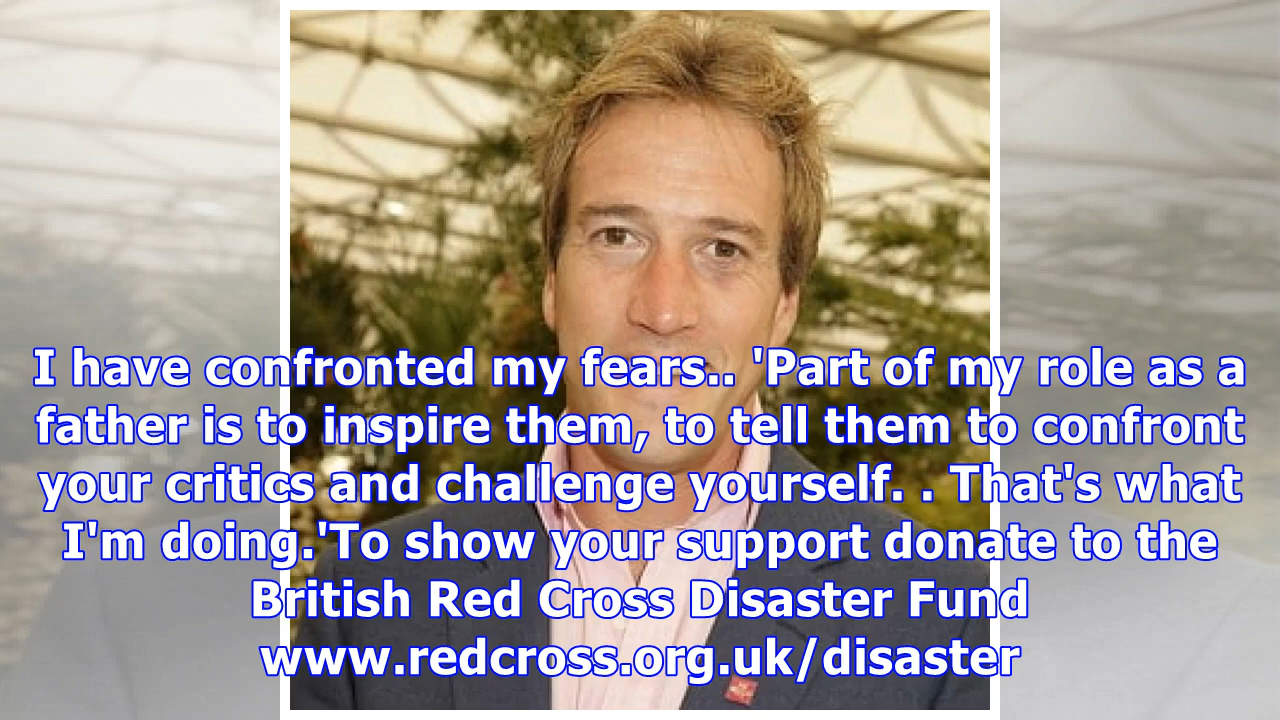 I have confronted my fears.. 'Part of my role as a
father is to inspire them, to tell them to confront
your critics and challenge yourself. . That's what
I'm doing.'To show your support donate to the
British Red Cross Disaster Fund
www.redcross.org.uk/disaster